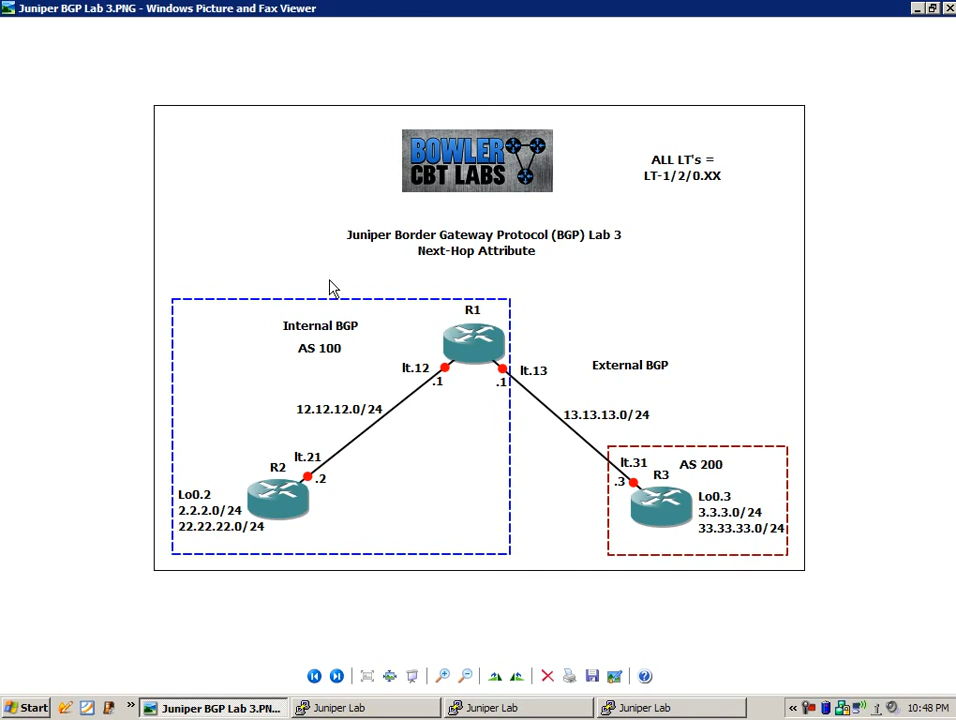 Juniper BGP Lab 3.PNG - Windows Picture and Fax Viewer
BOWLER
CBT LABS
ALL LT's =
LT-1/2/0.XX
Juniper Border Gateway Protocol (BGP) Lab 3
Next-Hop Attribute
R1
Internal BGP
AS 100
External BGP
lt.12
lt.13
.1
.1
12.12.12.0/24
13.13.13.0/24
lt.21
R2
.2
Lo0.2
2.2.2.0/24
22.22.22.0/24
lt.31
AS 200
R3
.3
Lo0.3
3.3.3.0/24
33.33.33.0/24
Start
Juniper BGP Lab 3.PN...
Juniper Lab
Juniper Lab
Juniper Lab
10:48 PM